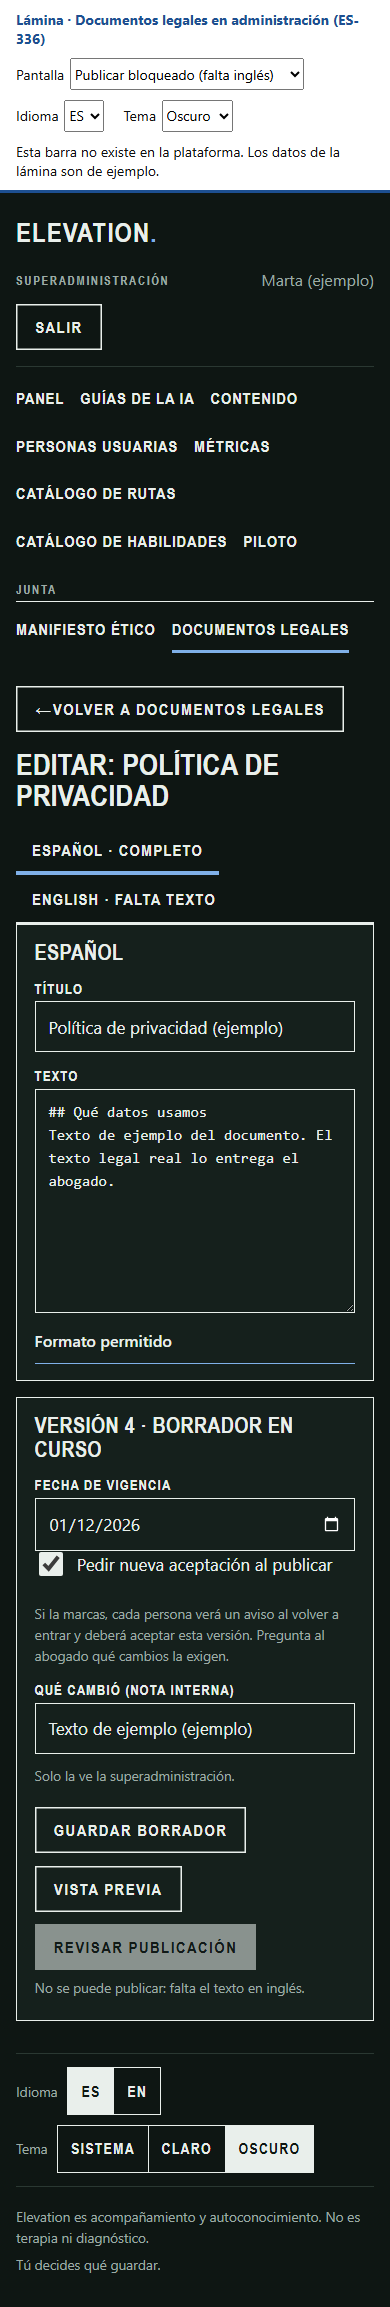 Lámina · Documentos legales en administración (ES-
336)
Pantalla Publicar bloqueado (falta inglés)
Idioma ES Tema Oscuro
Esta barra no existe en la plataforma. Los datos de la
lámina son de ejemplo.
ELEVATION.
SUPERADMINISTRACIÓN Marta (ejemplo)
SALIR
PANEL GUÍAS DE LA IA CONTENIDO
PERSONAS USUARIAS MÉTRICAS
CATÁLOGO DE RUTAS
CATÁLOGO DE HABILIDADES PILOTO
JUNTA
MANIFIESTO ÉTICO DOCUMENTOS LEGALES
←VOLVER A DOCUMENTOS LEGALES
EDITAR: POLÍTICA DE
PRIVACIDAD
ESPAÑOL · COMPLETO
ENGLISH · FALTA TEXTO
ESPAÑOL
TÍTULO
Política de privacidad (ejemplo)
TEXTO
## Qué datos usamos
Texto de ejemplo del documento. El
texto legal real lo entrega el
abogado.
Formato permitido
VERSIÓN 4 · BORRADOR EN
CURSO
FECHA DE VIGENCIA
01/12/2026
Pedir nueva aceptación al publicar
Si la marcas, cada persona verá un aviso al volver a
entrar y deberá aceptar esta versión. Pregunta al
abogado qué cambios la exigen.
QUÉ CAMBIÓ (NOTA INTERNA)
Texto de ejemplo (ejemplo)
Solo la ve la superadministración.
GUARDAR BORRADOR
VISTA PREVIA
REVISAR PUBLICACIÓN
No se puede publicar: falta el texto en inglés.
Idioma ES EN
Tema SISTEMA CLARO OSCURO
Elevation es acompañamiento y autoconocimiento. No es
terapia ni diagnóstico.
Tú decides qué guardar.